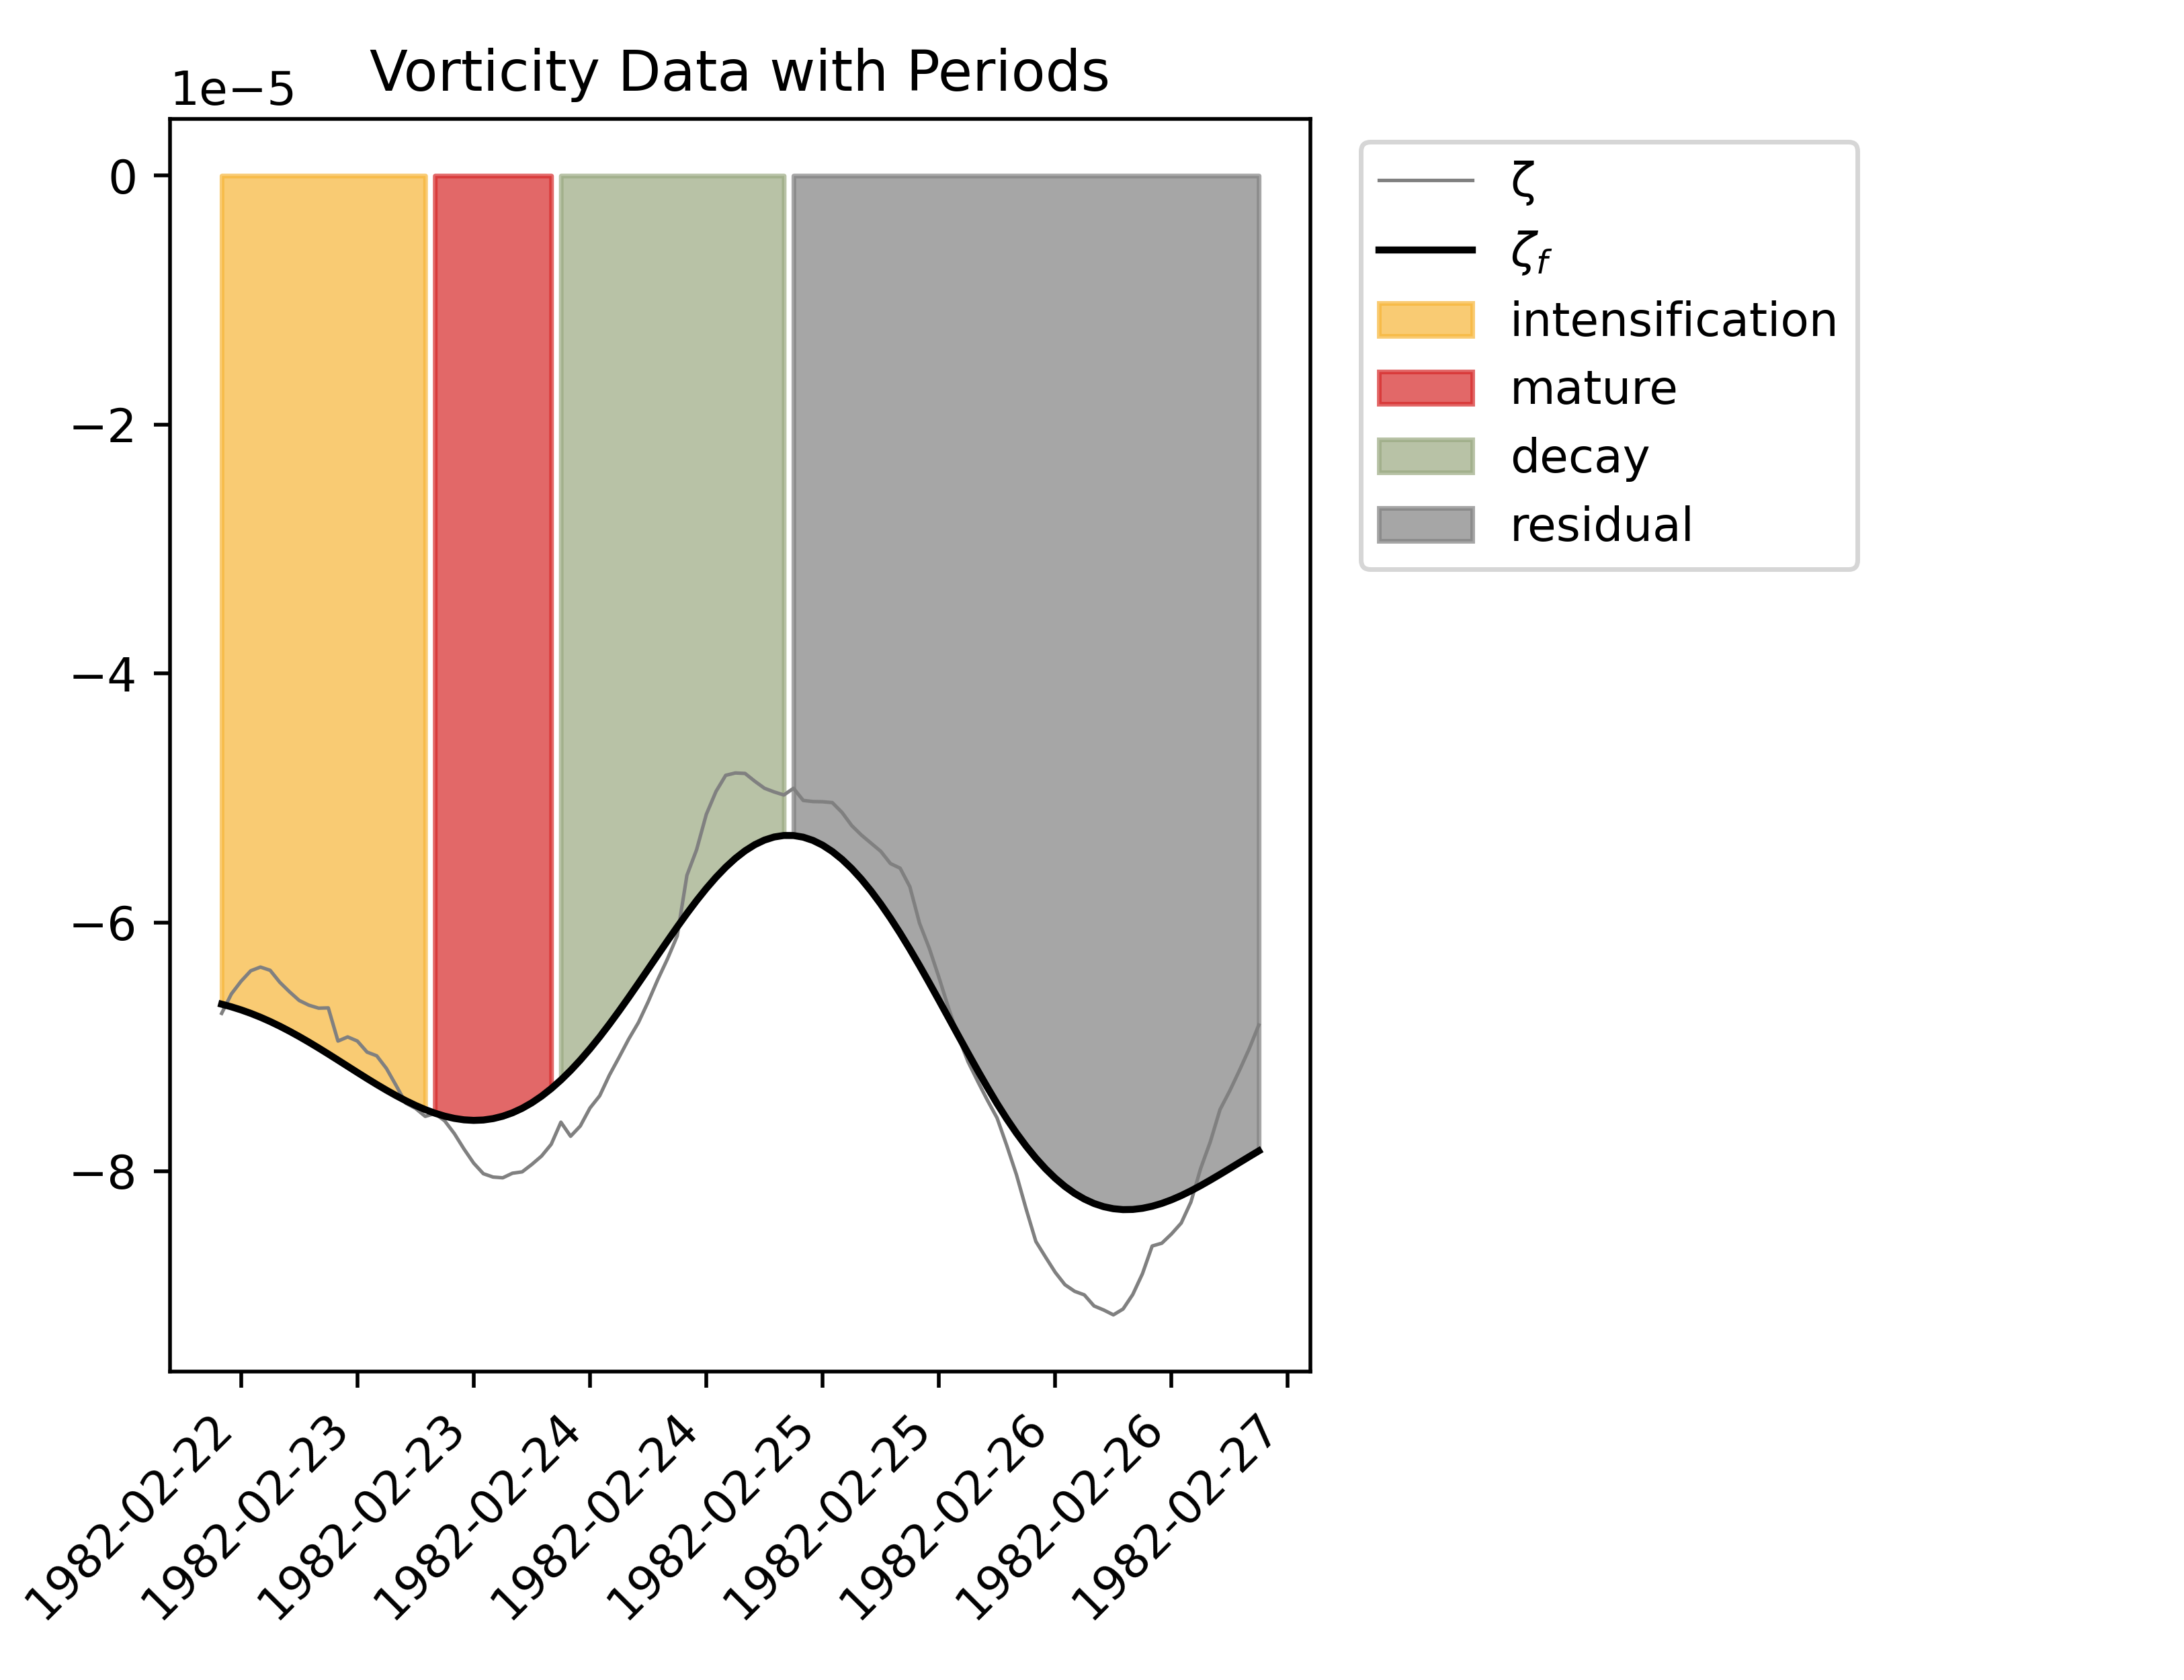 Vorticity Data with Periods
1e−5
0
−2
−4
−6
−8
1982-02-22
1982-02-23
1982-02-23
1982-02-24
1982-02-24
1982-02-25
1982-02-25
1982-02-26
1982-02-26
1982-02-27
ζ
ζf
intensification
mature
decay
residual